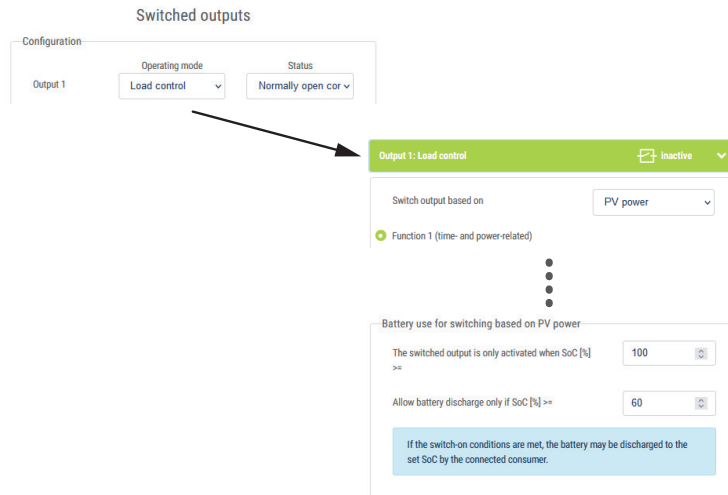 Switched outputs
Configuration
Operating mode
Status
Output 1
Load control
Normally open cor
Output 1: Load control
inactive
Switch output based on
PV power
Function 1 (time- and power-related)
Battery use for switching based on PV power
The switched output is only activated when SoC [%]
>=
100
Allow battery discharge only if SoC [%] >=
60
If the switch-on conditions are met, the battery may be discharged to the
set SoC by the connected consumer.